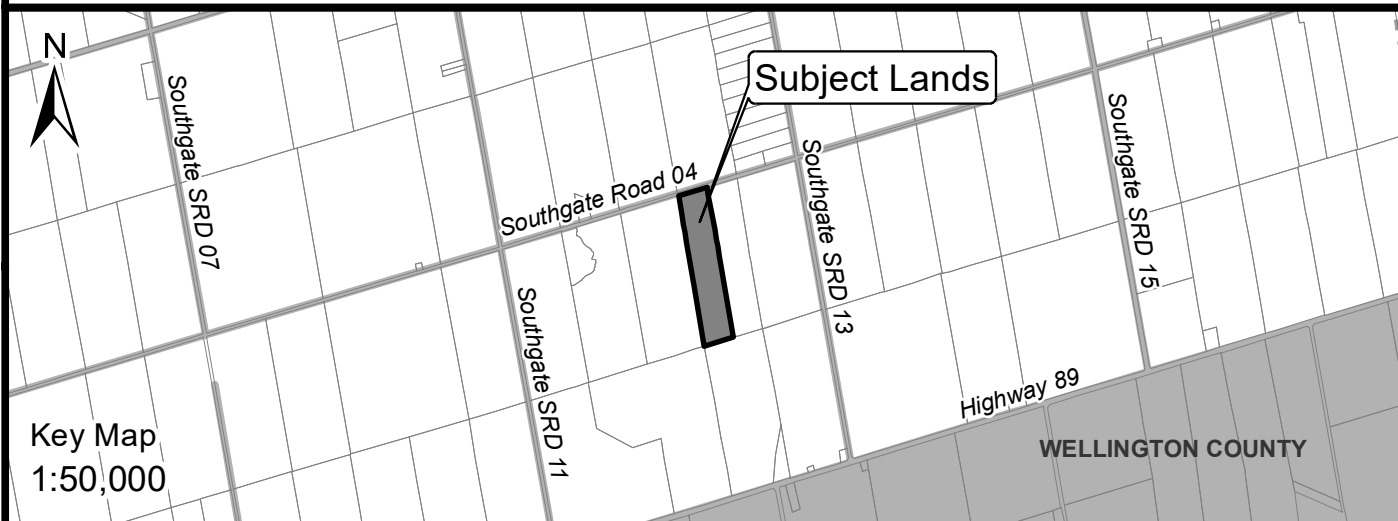 N
Subject Lands
Southgate SRD 07
Southgate Road 04
Southgate SRD 13
Southgate SRD 15
Southgate SRD 11
Highway 89
Key Map
1:50,000
WELLINGTON COUNTY